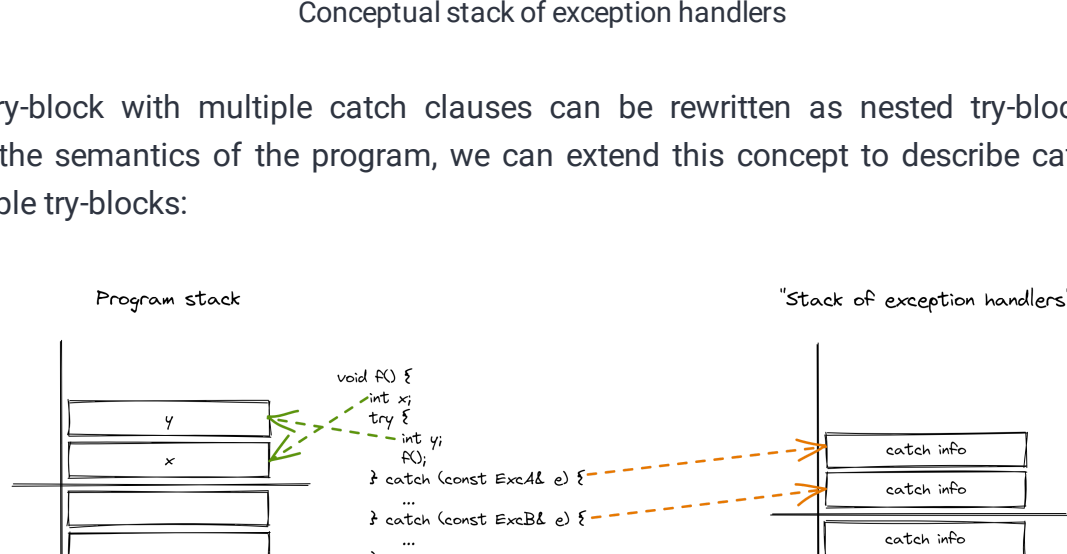 Conceptual stack of exception handlers
ry-block with multiple catch clauses can be rewritten as nested try-bloc
the semantics of the program, we can extend this concept to describe cat
ple try-blocks:
Program stack
"Stack of exception handlers"
void f() {
int x;
try {
int y;
f();
} catch (const ExcA& e) {
...
} catch (const ExcB& e) {
...
y
x
catch info
catch info
catch info